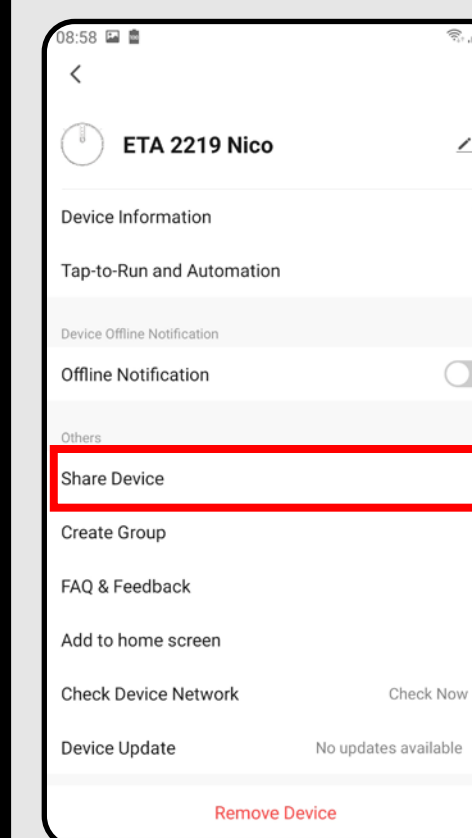 08:58
ETA 2219 Nico
Device Information
Tap-to-Run and Automation
Device Offline Notification
Offline Notification
Others
Share Device
Create Group
FAQ & Feedback
Add to home screen
Check Device Network Check Now
Device Update No updates available
Remove Device